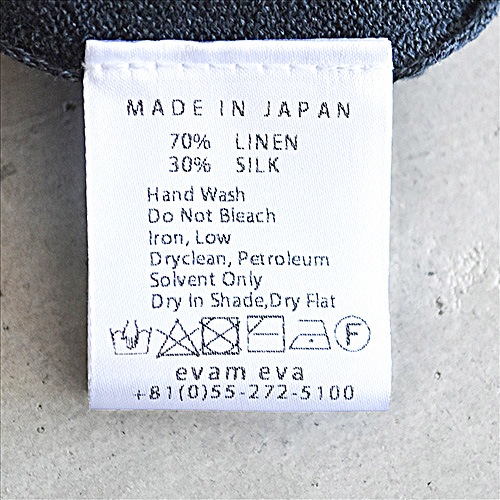 MADE IN JAPAN
70% LINEN
30% SILK
Hand Wash
Do Not Bleach
Iron, Low
Dryclean, Petroleum
Solvent Only
Dry In Shade,Dry Flat
F
evam eva
+81(0)55-272-5100